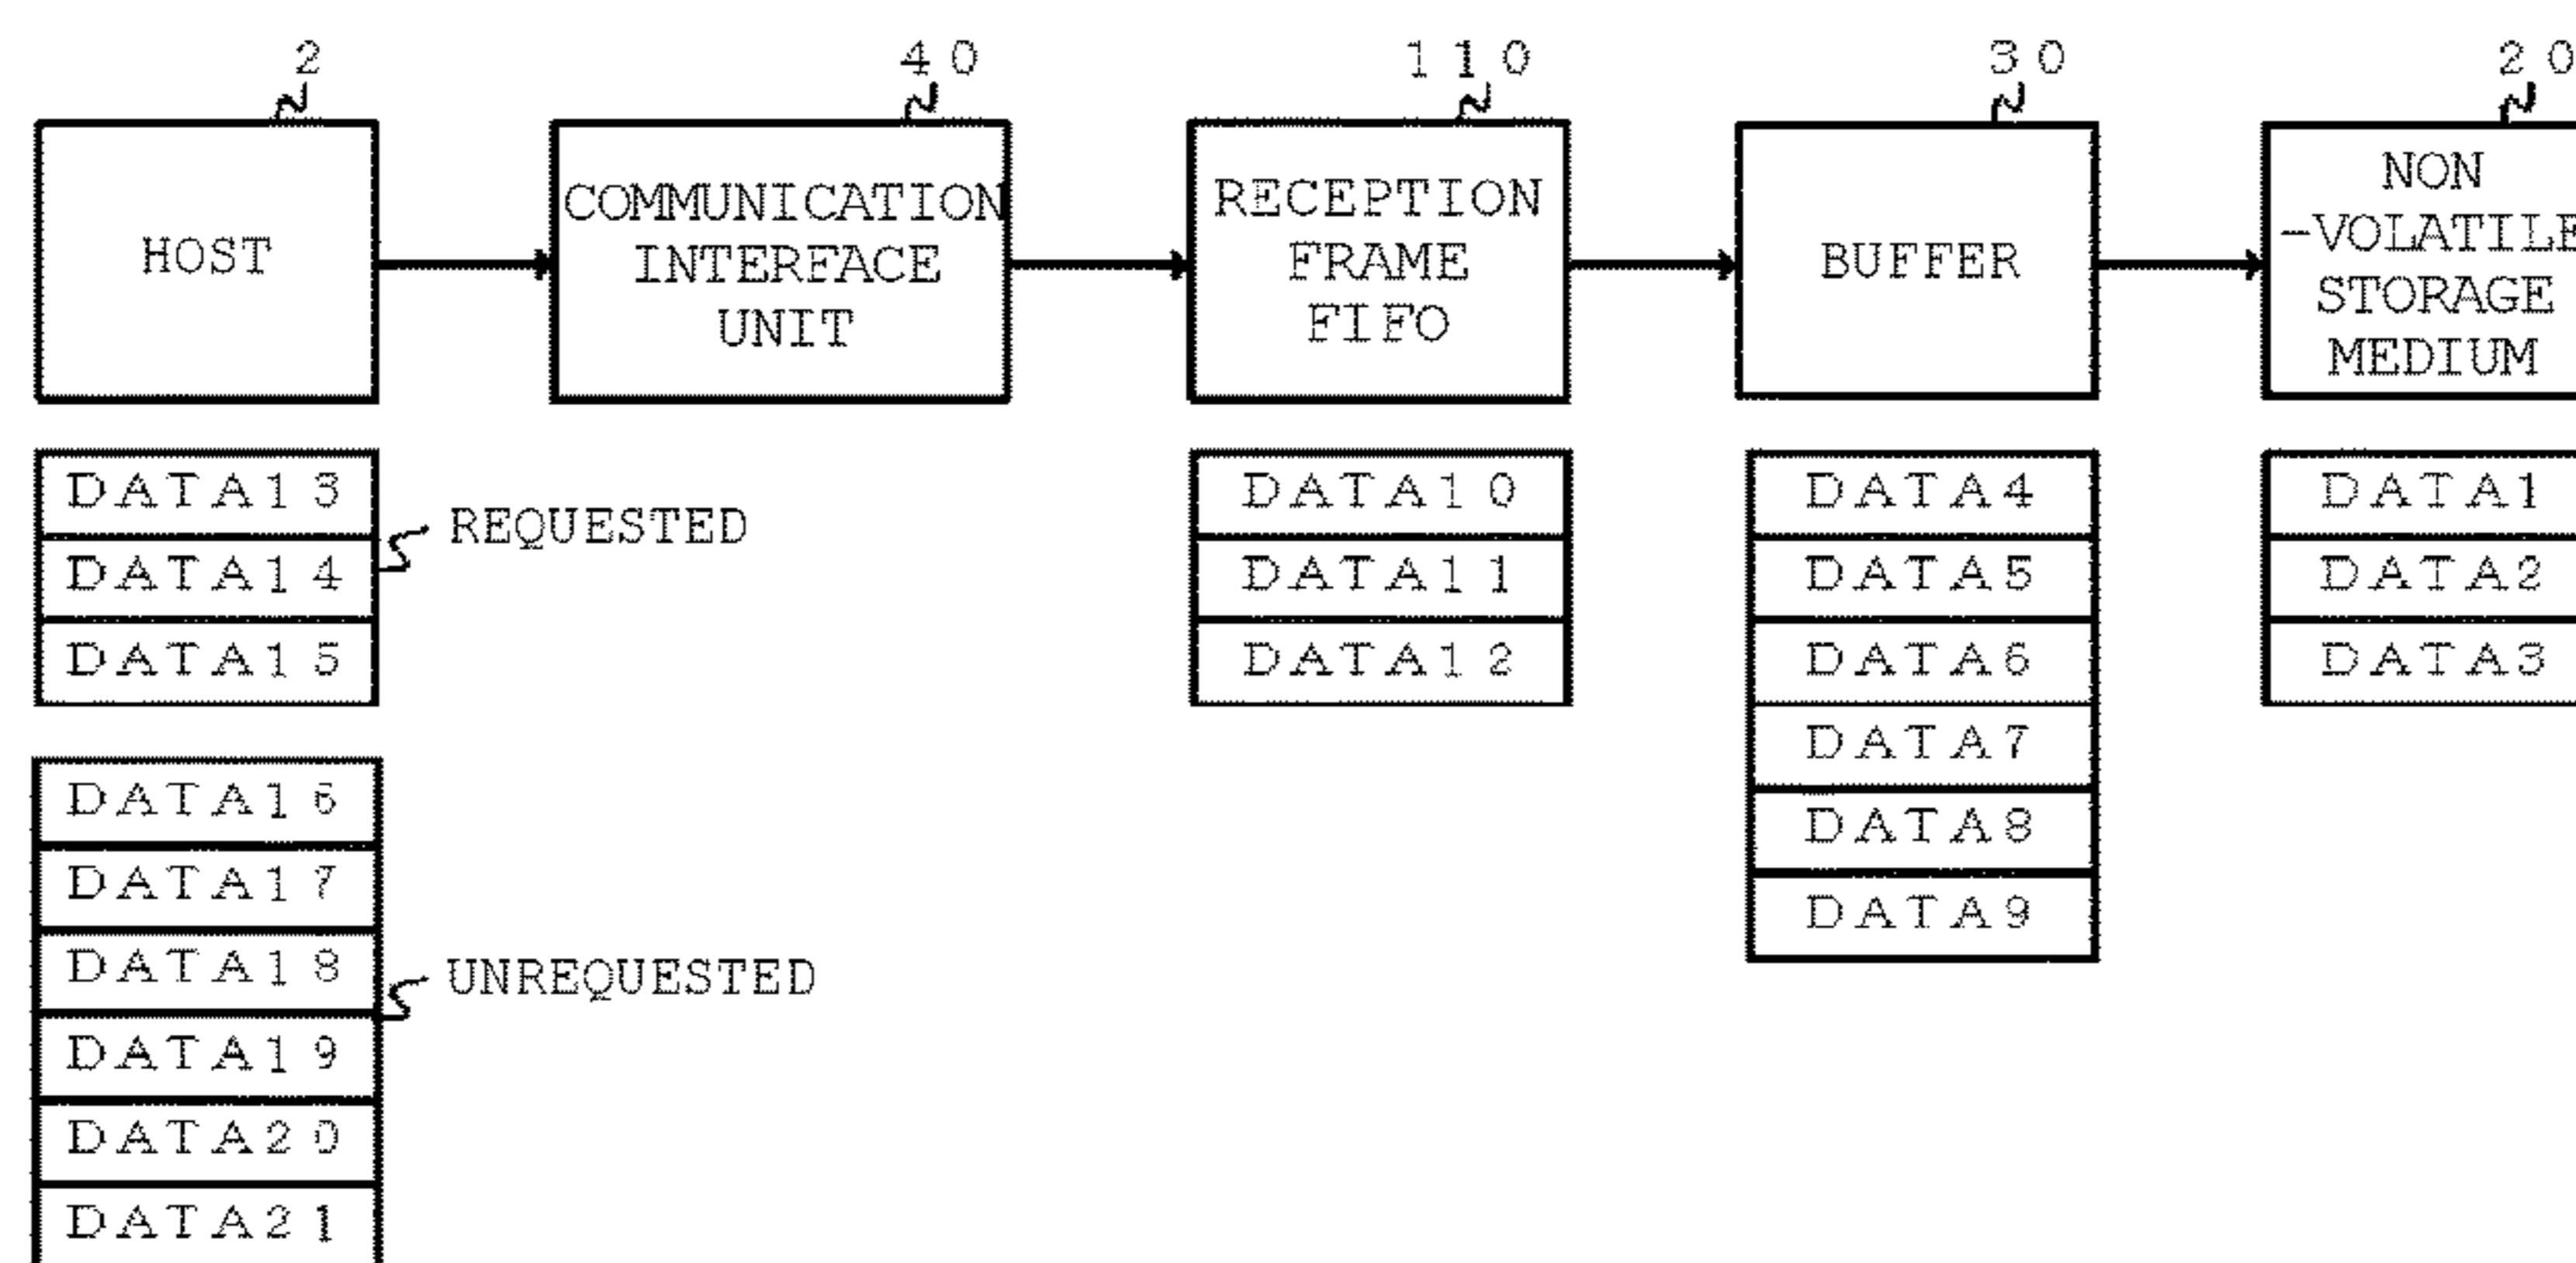 2
40
110
30
20
HOST
COMMUNICATION
INTERFACE
UNIT
RECEPTION
FRAME
FIFO
BUFFER
NON
-VOLATILE
STORAGE
MEDIUM
DATA13
DATA14
DATA15
REQUESTED
DATA16
DATA17
DATA18
DATA19
DATA20
DATA21
UNREQUESTED
DATA10
DATA11
DATA12
DATA4
DATA5
DATA6
DATA7
DATA8
DATA9
DATA1
DATA2
DATA3